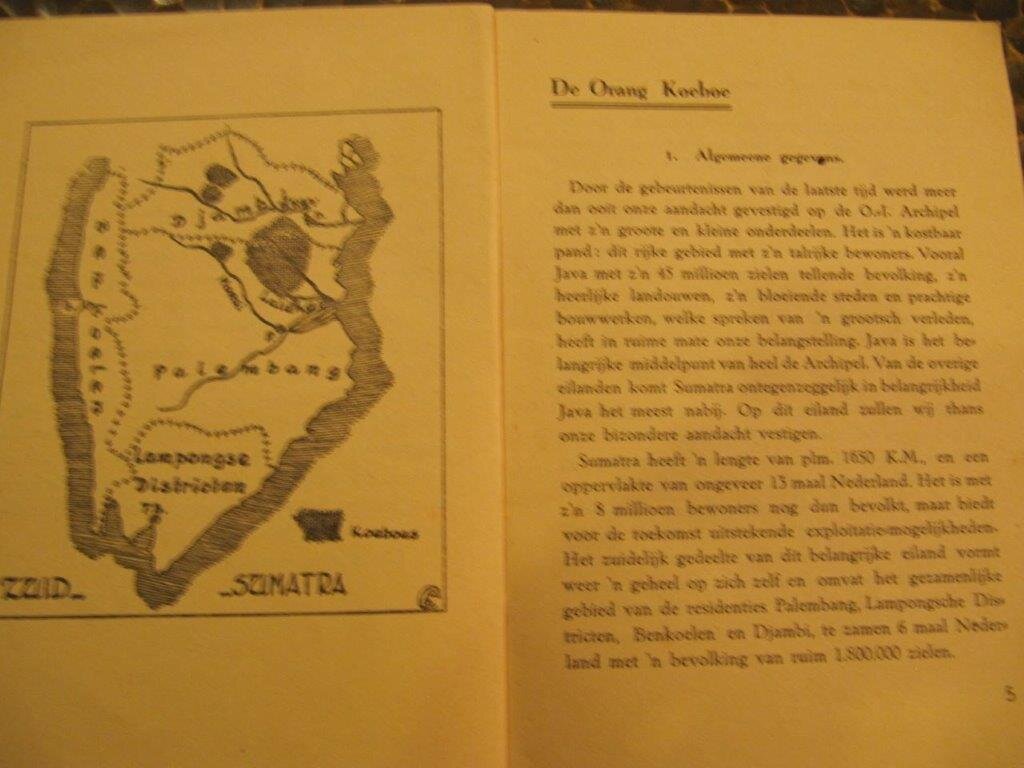 Djambi
Benkoelen
Palembang
Lampongse
Districten
Koeboes
ZUID- -SUMATRA
De Orang Koeboe
1. Algemeene gegevens.
Door de gebeurtenissen van de laatste tijd werd meer
dan ooit onze aandacht gevestigd op de O.-I. Archipel
met z'n groote en kleine onderdeelen. Het is 'n kostbaar
pand: dit rijke gebied met z'n talrijke bewoners. Vooral
Java met z'n 45 millioen zielen tellende bevolking, z'n
heerlijke landouwen, z'n bloeiende steden en prachtige
bouwwerken, welke spreken van 'n grootsch verleden,
heeft in ruime mate onze belangstelling. Java is het be-
langrijke middelpunt van heel de Archipel. Van de overige
eilanden komt Sumatra ontegenzeggelijk in belangrijkheid
Java het meest nabij. Op dit eiland zullen wij thans
onze bizondere aandacht vestigen.
Sumatra heeft 'n lengte van plm. 1650 K.M., en een
oppervlakte van ongeveer 13 maal Nederland. Het is met
z'n 8 millioen bewoners nog dun bevolkt, maar biedt
voor de toekomst uitstekende exploitatie-mogelijkheden.
Het zuidelijk gedeelte van dit belangrijke eiland vormt
weer 'n geheel op zich zelf en omvat het gezamenlijke
gebied van de residenties Palembang, Lampongsche Dis-
tricten, Benkoelen en Djambi, te zamen 6 maal Neder-
land met 'n bevolking van ruim 1.800.000 zielen.
5